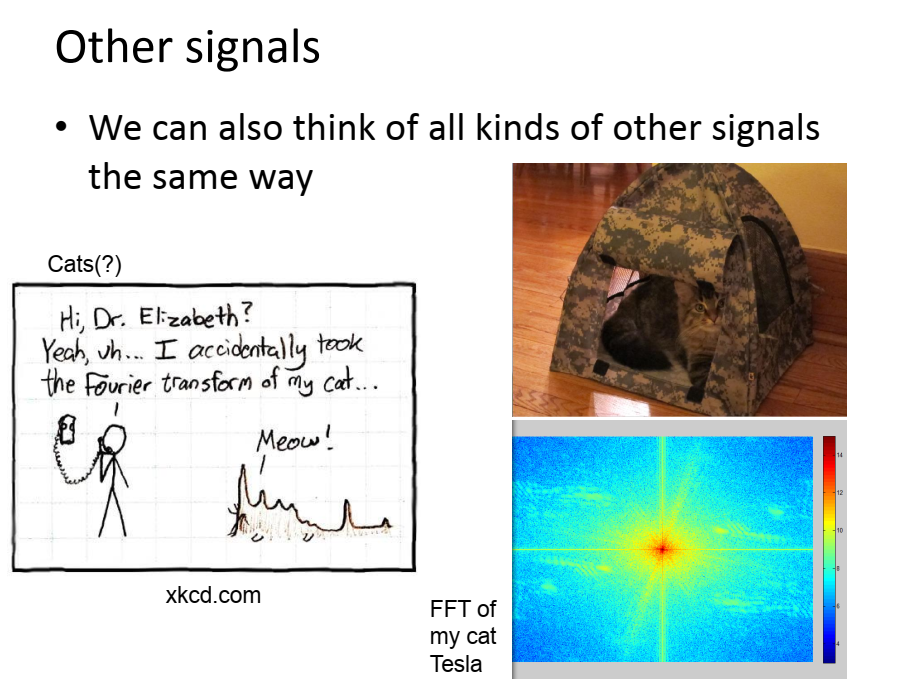 Other signals
• We can also think of all kinds of other signals
the same way
Cats(?)
Hi, Dr. Elizabeth?
Yeah, uh... I accidentally took
the Fourier transform of my cat...
Meow!
xkcd.com
FFT of
my cat
Tesla
14
12
10
8
6
4